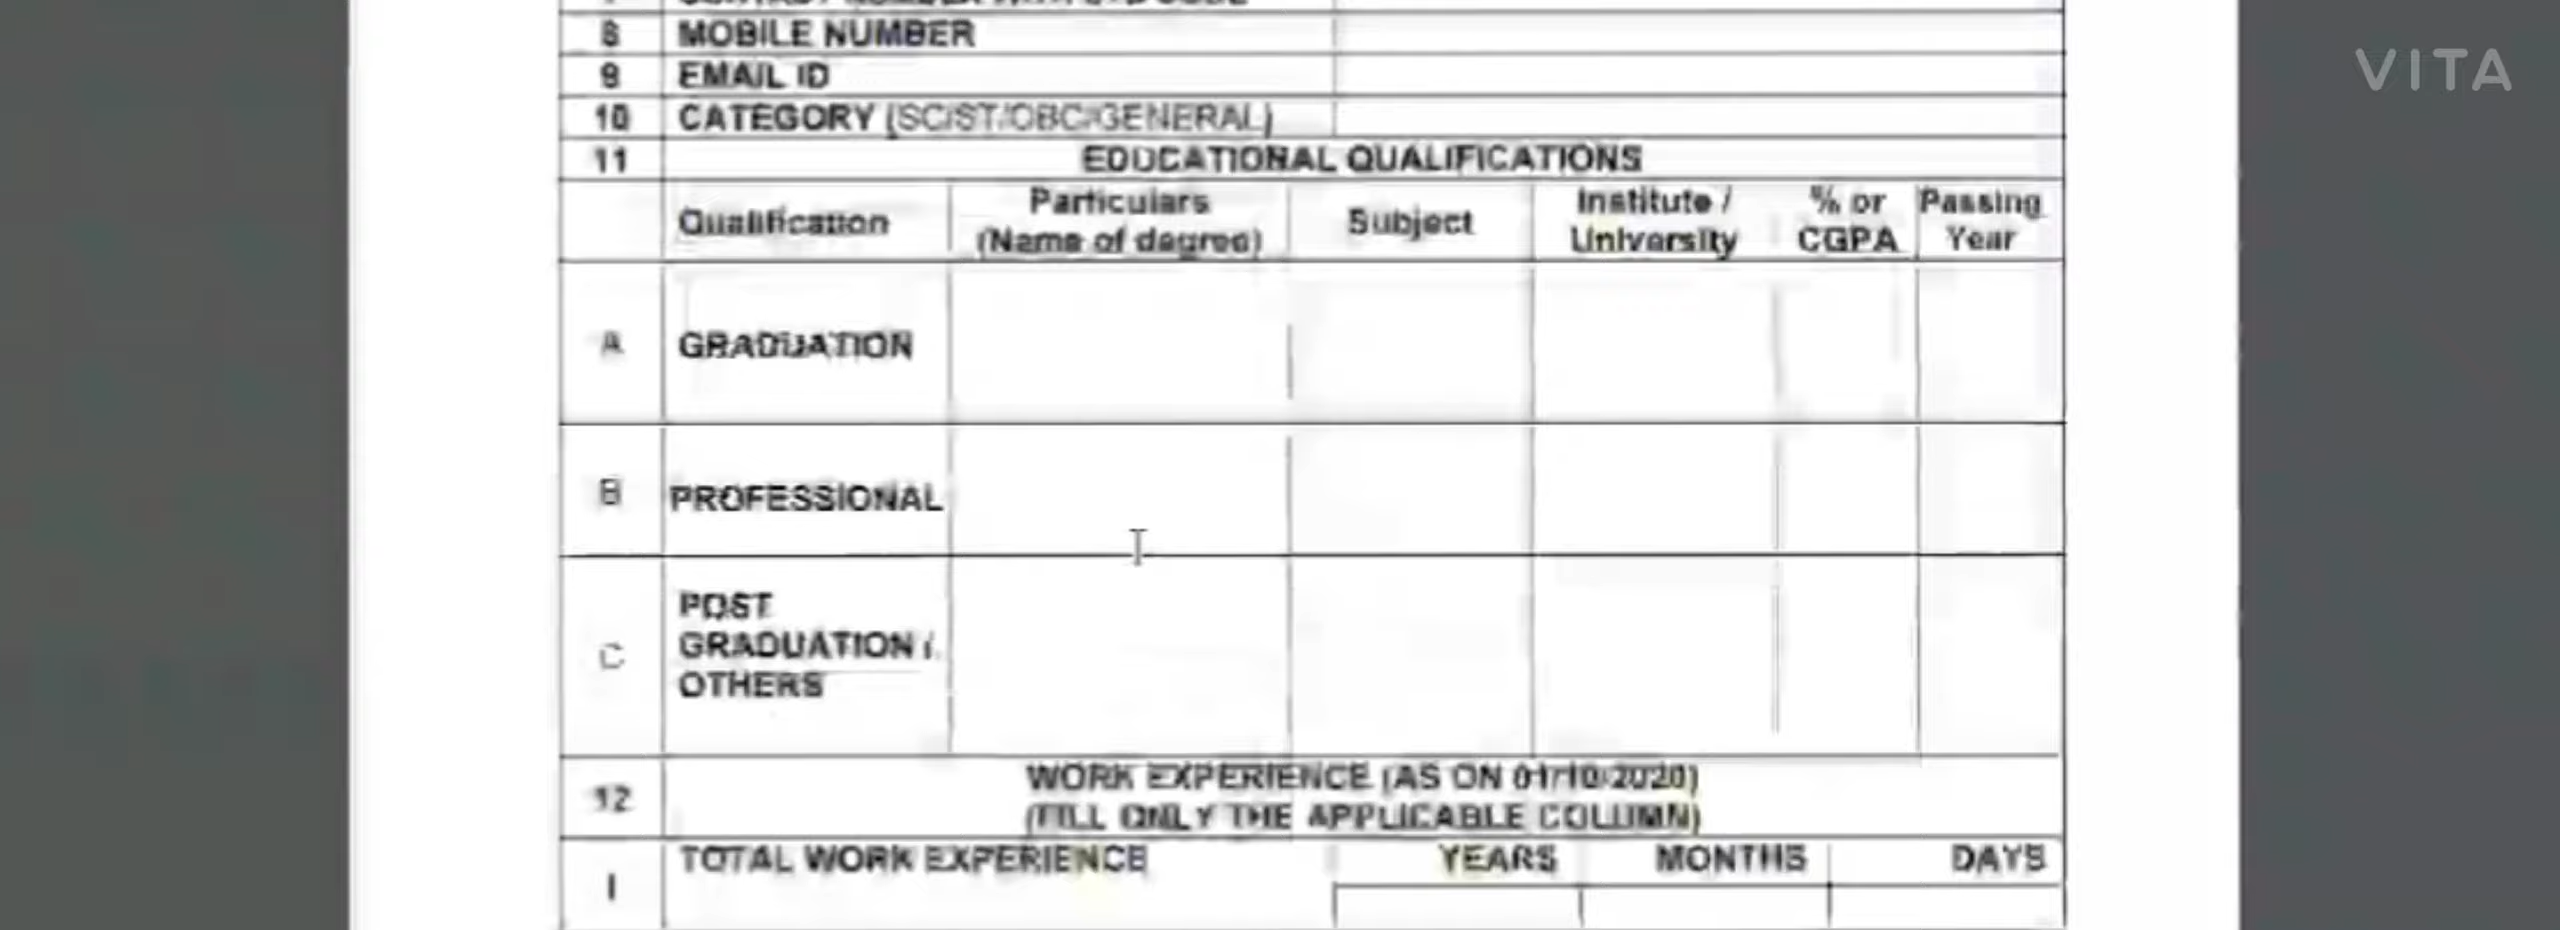 VITA
8 MOBILE NUMBER
9 EMAIL ID
10 CATEGORY (SC/ST/OBC/GENERAL)
11 EDUCATIONAL QUALIFICATIONS
Qualification Particulars (Name of degree) Subject Institute / University % or CGPA Passing Year
A GRADUATION
B PROFESSIONAL
C POST
GRADUATION /
OTHERS
12 WORK EXPERIENCE (AS ON 01/10/2020)
(FILL ONLY THE APPLICABLE COLUMN)
I TOTAL WORK EXPERIENCE YEARS MONTHS DAYS